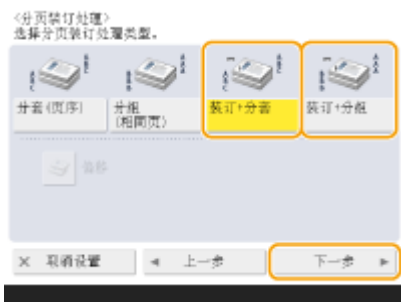 <分页装订处理>
选择分页装订处理类型。
分套(页序)
分组
(相同页)
装订+分套
装订+分组
偏移
× 取消设置
◀ 上一步
下一步 ▶